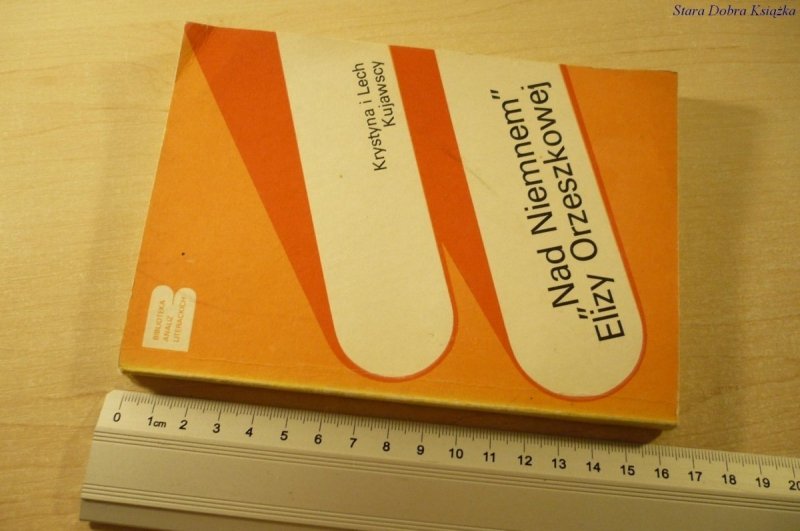 Stara Dobra Książka
Krystyna i Lech
Kujawscy
"Nad Niemnem"
Elizy Orzeszkowej
BIBLIOTEKA
ANALIZ
LITERACKICH
0 1cm 2 3 4 5 6 7 8 9 10 11 12 13 14 15 16 17 18 19 20